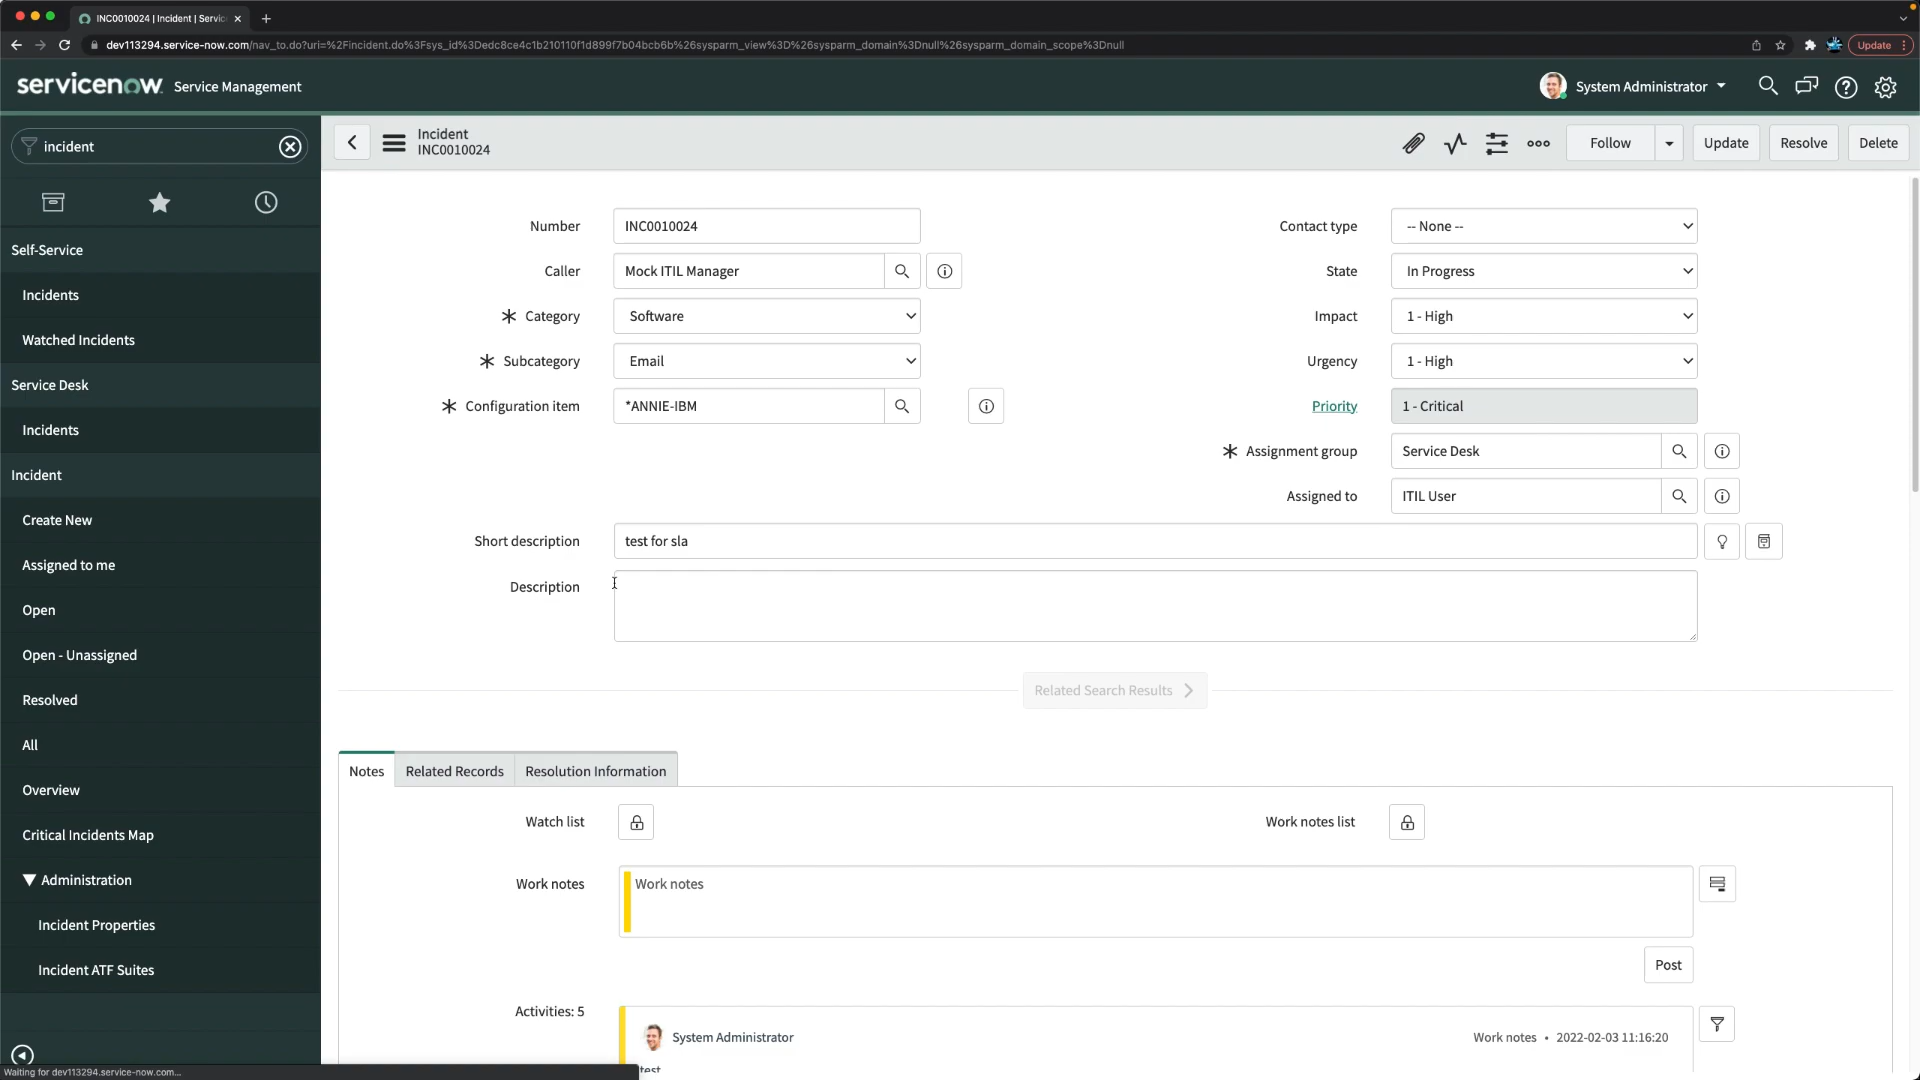 INC0010024 | Incident | Servic
dev113294.service-now.com/nav_to.do?url=%2Fincident.do%3Fsys_id%3Dedc8ce4c1b210110f1d899f7b04bcb6b%26sysparm_view%3D%26sysparm_domain%3Dnull%26sysparm_domain_scope%3Dnull
Update
servicenow Service Management
System Administrator
incident
Incident
INC0010024
Follow
Update
Resolve
Delete
Self-Service
Incidents
Watched Incidents
Service Desk
Incidents
Incident
Create New
Assigned to me
Open
Open - Unassigned
Resolved
All
Overview
Critical Incidents Map
Administration
Incident Properties
Incident ATF Suites
Number INC0010024
Caller Mock ITIL Manager
Category Software
Subcategory Email
Configuration item *ANNIE-IBM
Contact type -- None --
State In Progress
Impact 1 - High
Urgency 1 - High
Priority 1 - Critical
Assignment group Service Desk
Assigned to ITIL User
Short description test for sla
Description
Related Search Results
Notes Related Records Resolution Information
Watch list
Work notes list
Work notes Work notes
Post
Activities: 5
System Administrator
Work notes • 2022-02-03 11:16:20
test
Waiting for dev113294.service-now.com...